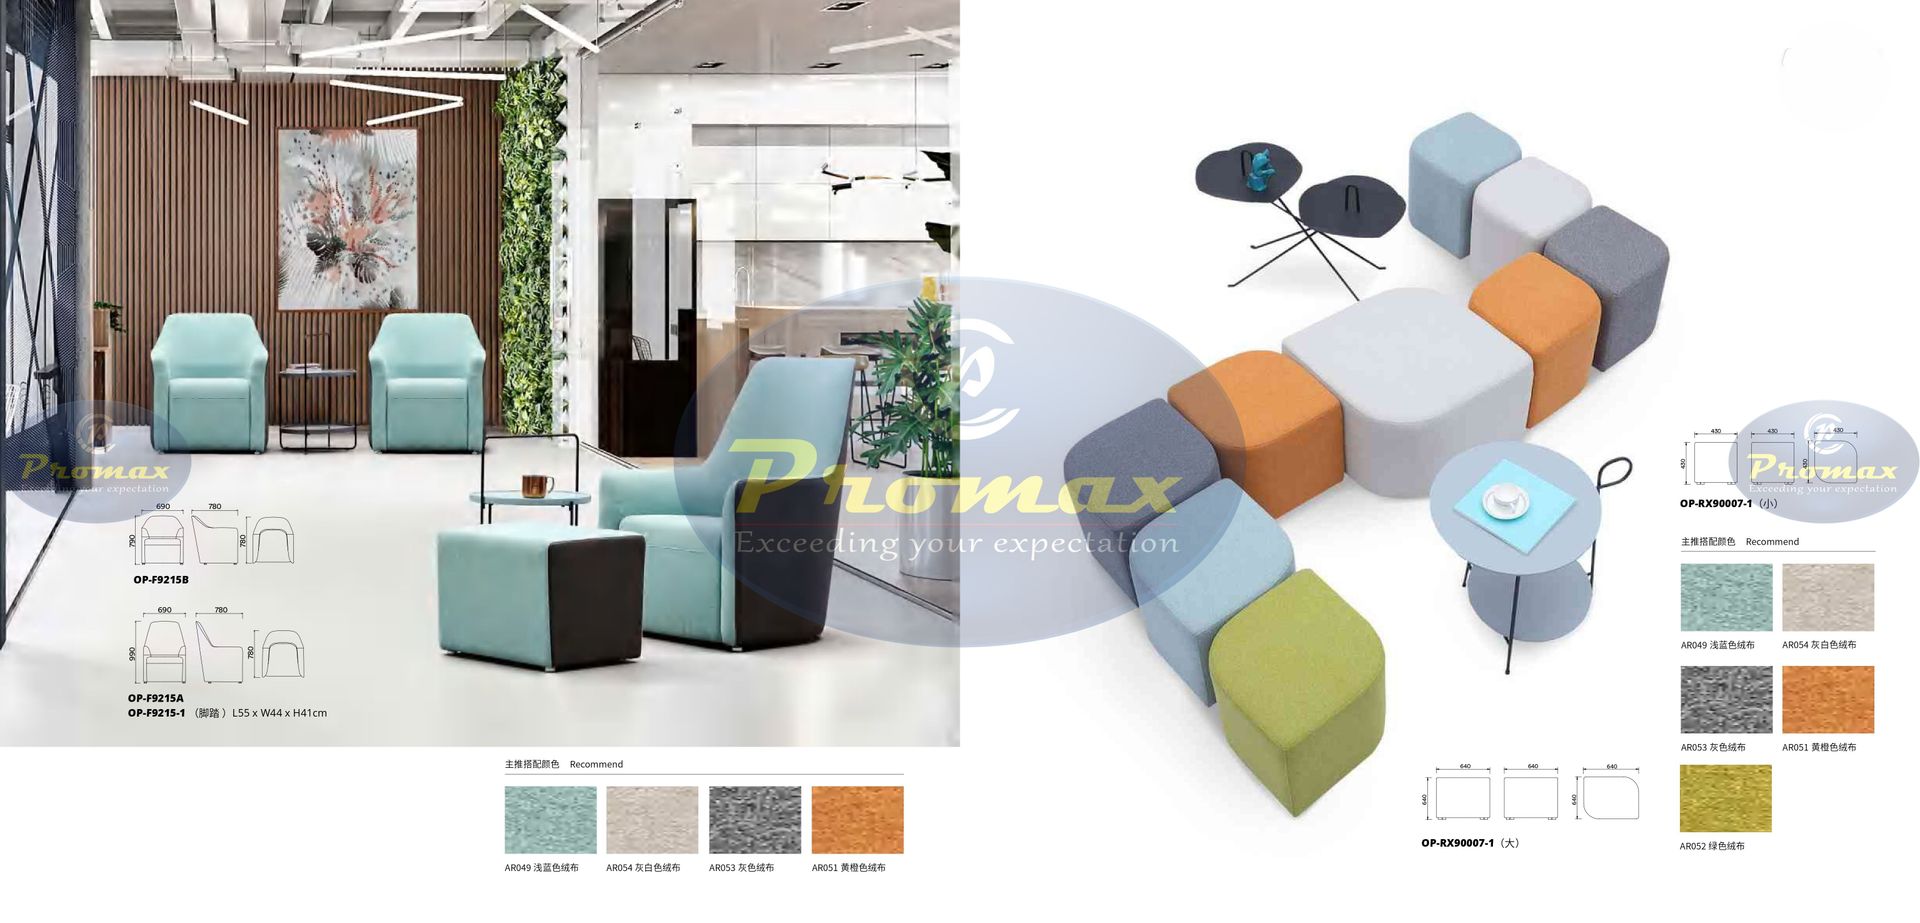 Promax
Exceeding your expectation
690
780
790
780
OP-F9215B
690
780
990
780
OP-F9215A
OP-F9215-1 （脚踏 ）L55 x W44 x H41cm
主推搭配颜色 Recommend
AR049 浅蓝色绒布
AR054 灰白色绒布
AR053 灰色绒布
AR051 黄橙色绒布
Promax
Exceeding your expectation
430
430
430
430
430
OP-RX90007-1（小）
Promax
Exceeding your expectation
主推搭配颜色 Recommend
AR049 浅蓝色绒布
AR054 灰白色绒布
AR053 灰色绒布
AR051 黄橙色绒布
AR052 绿色绒布
640
640
640
640
640
OP-RX90007-1（大）